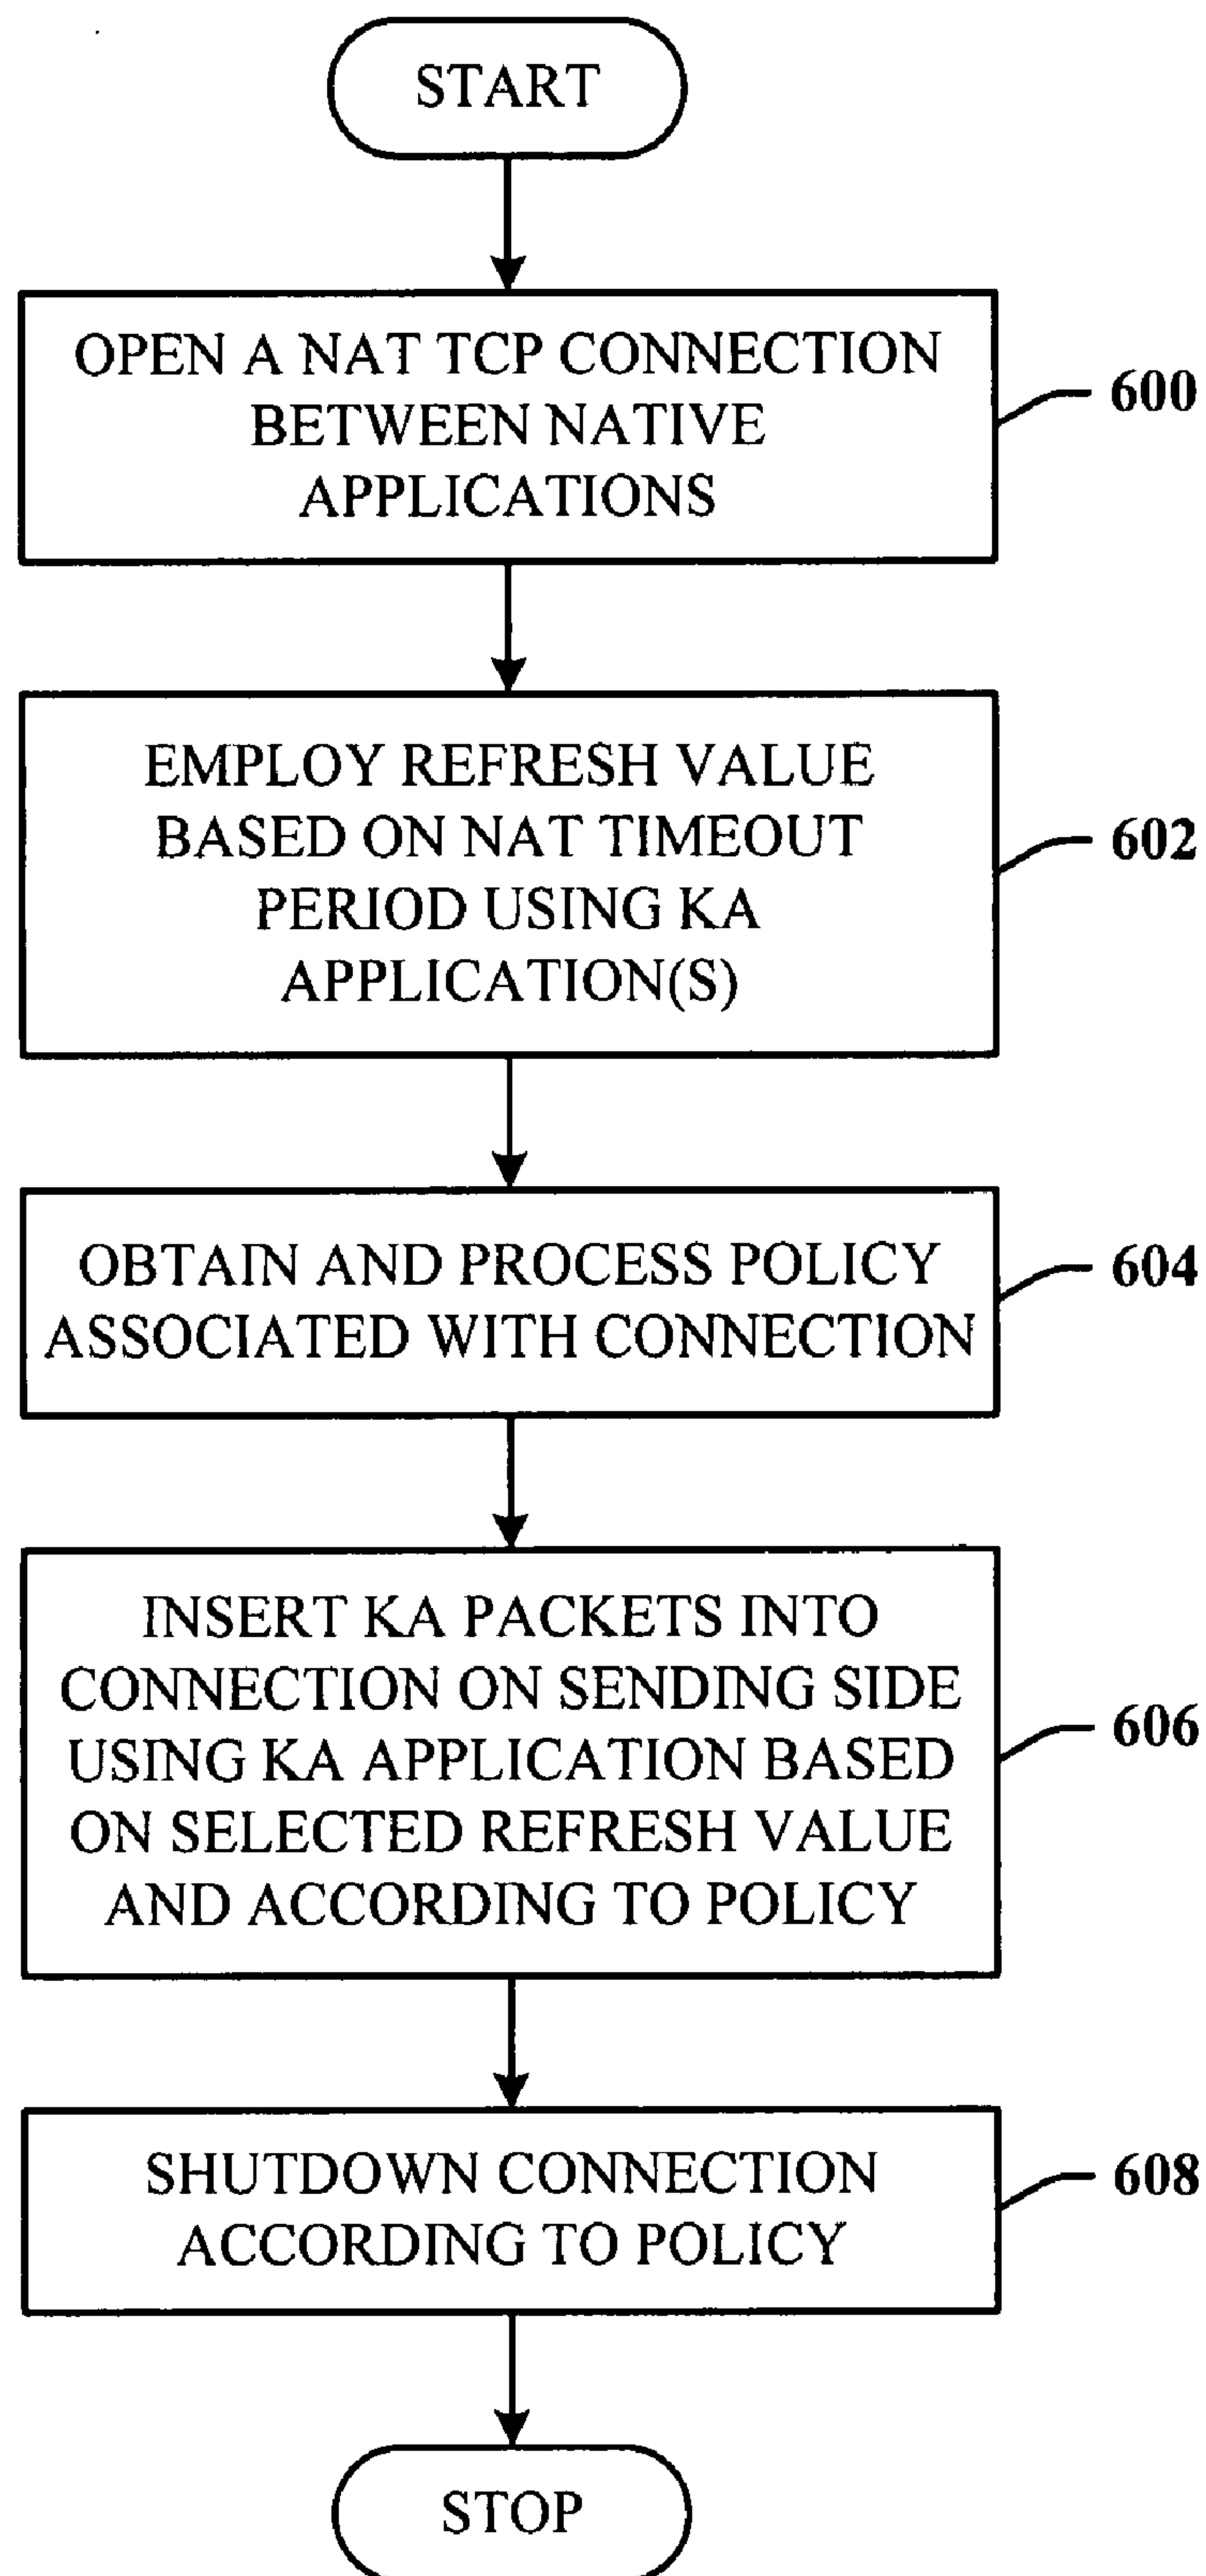 START
OPEN A NAT TCP CONNECTION
BETWEEN NATIVE
APPLICATIONS
600
EMPLOY REFRESH VALUE
BASED ON NAT TIMEOUT
PERIOD USING KA
APPLICATION(S)
602
OBTAIN AND PROCESS POLICY
ASSOCIATED WITH CONNECTION
604
INSERT KA PACKETS INTO
CONNECTION ON SENDING SIDE
USING KA APPLICATION BASED
ON SELECTED REFRESH VALUE
AND ACCORDING TO POLICY
606
SHUTDOWN CONNECTION
ACCORDING TO POLICY
608
STOP